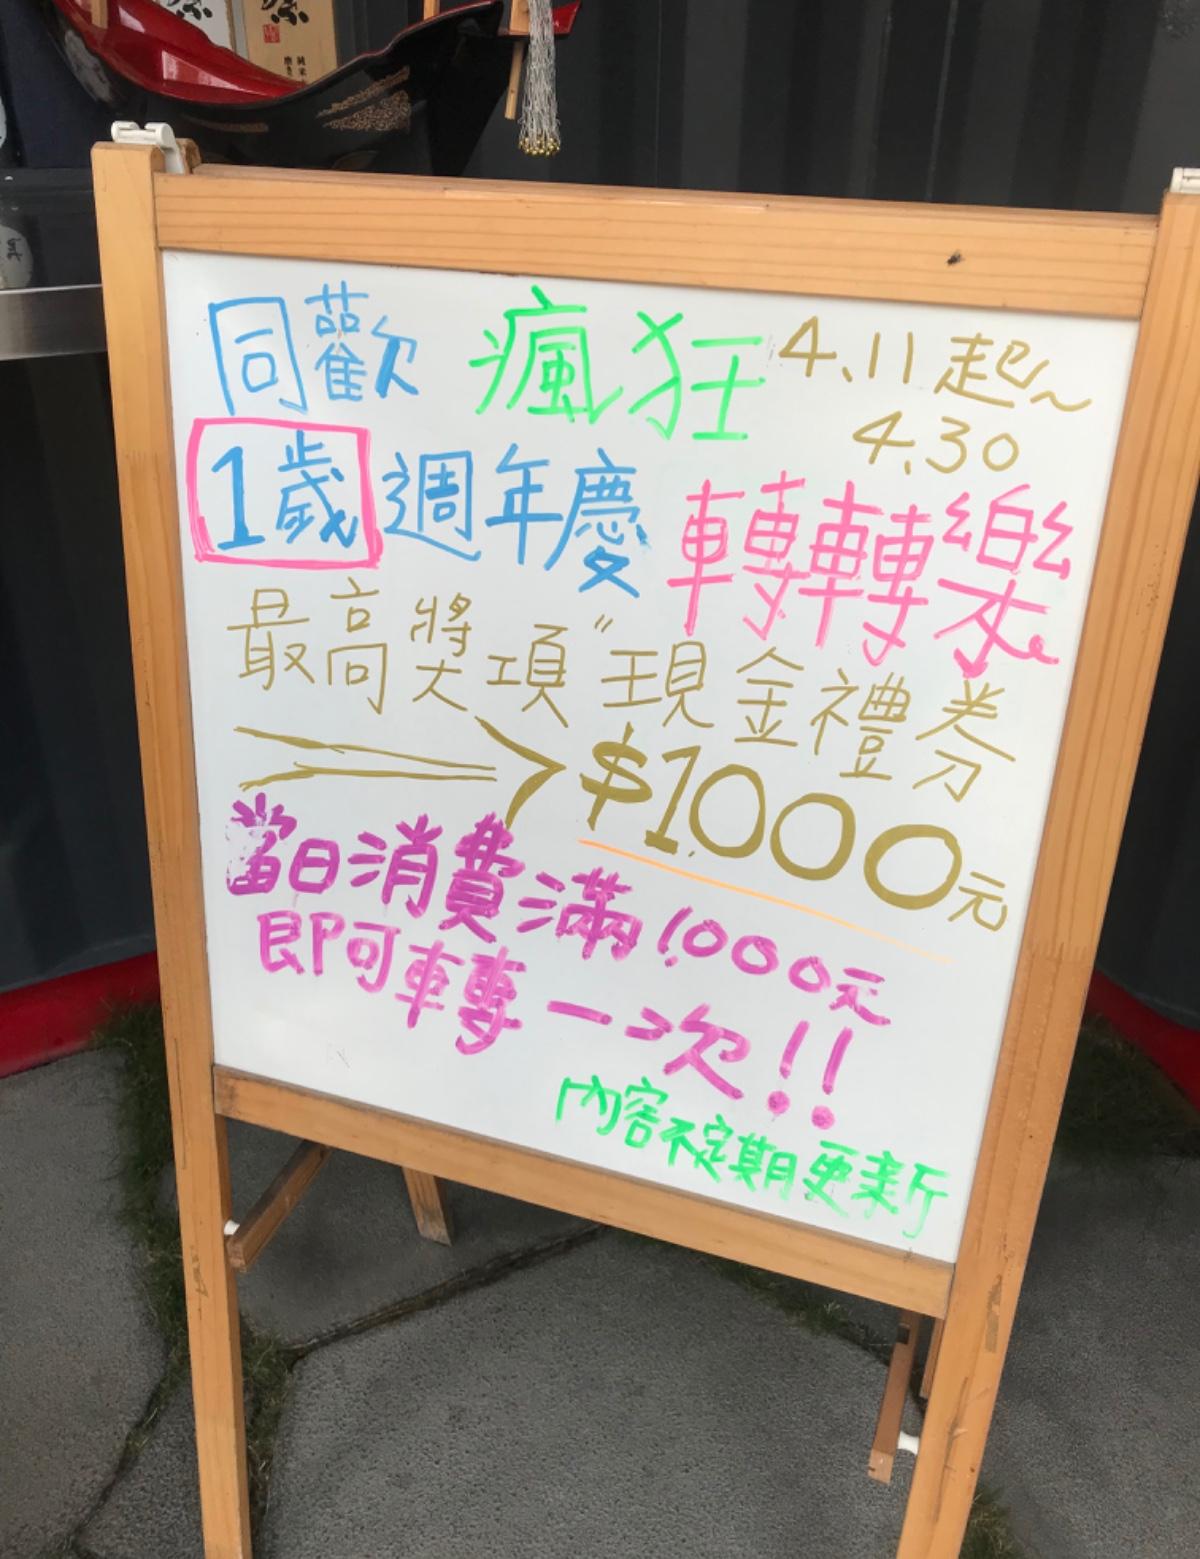 同歡 瘋狂 4.11起~
4.30
1歲週年慶 轉轉樂
最高獎項"現金禮券
$1.000元
當日消費滿1.000元
即可轉一次!!
內容不定期更新